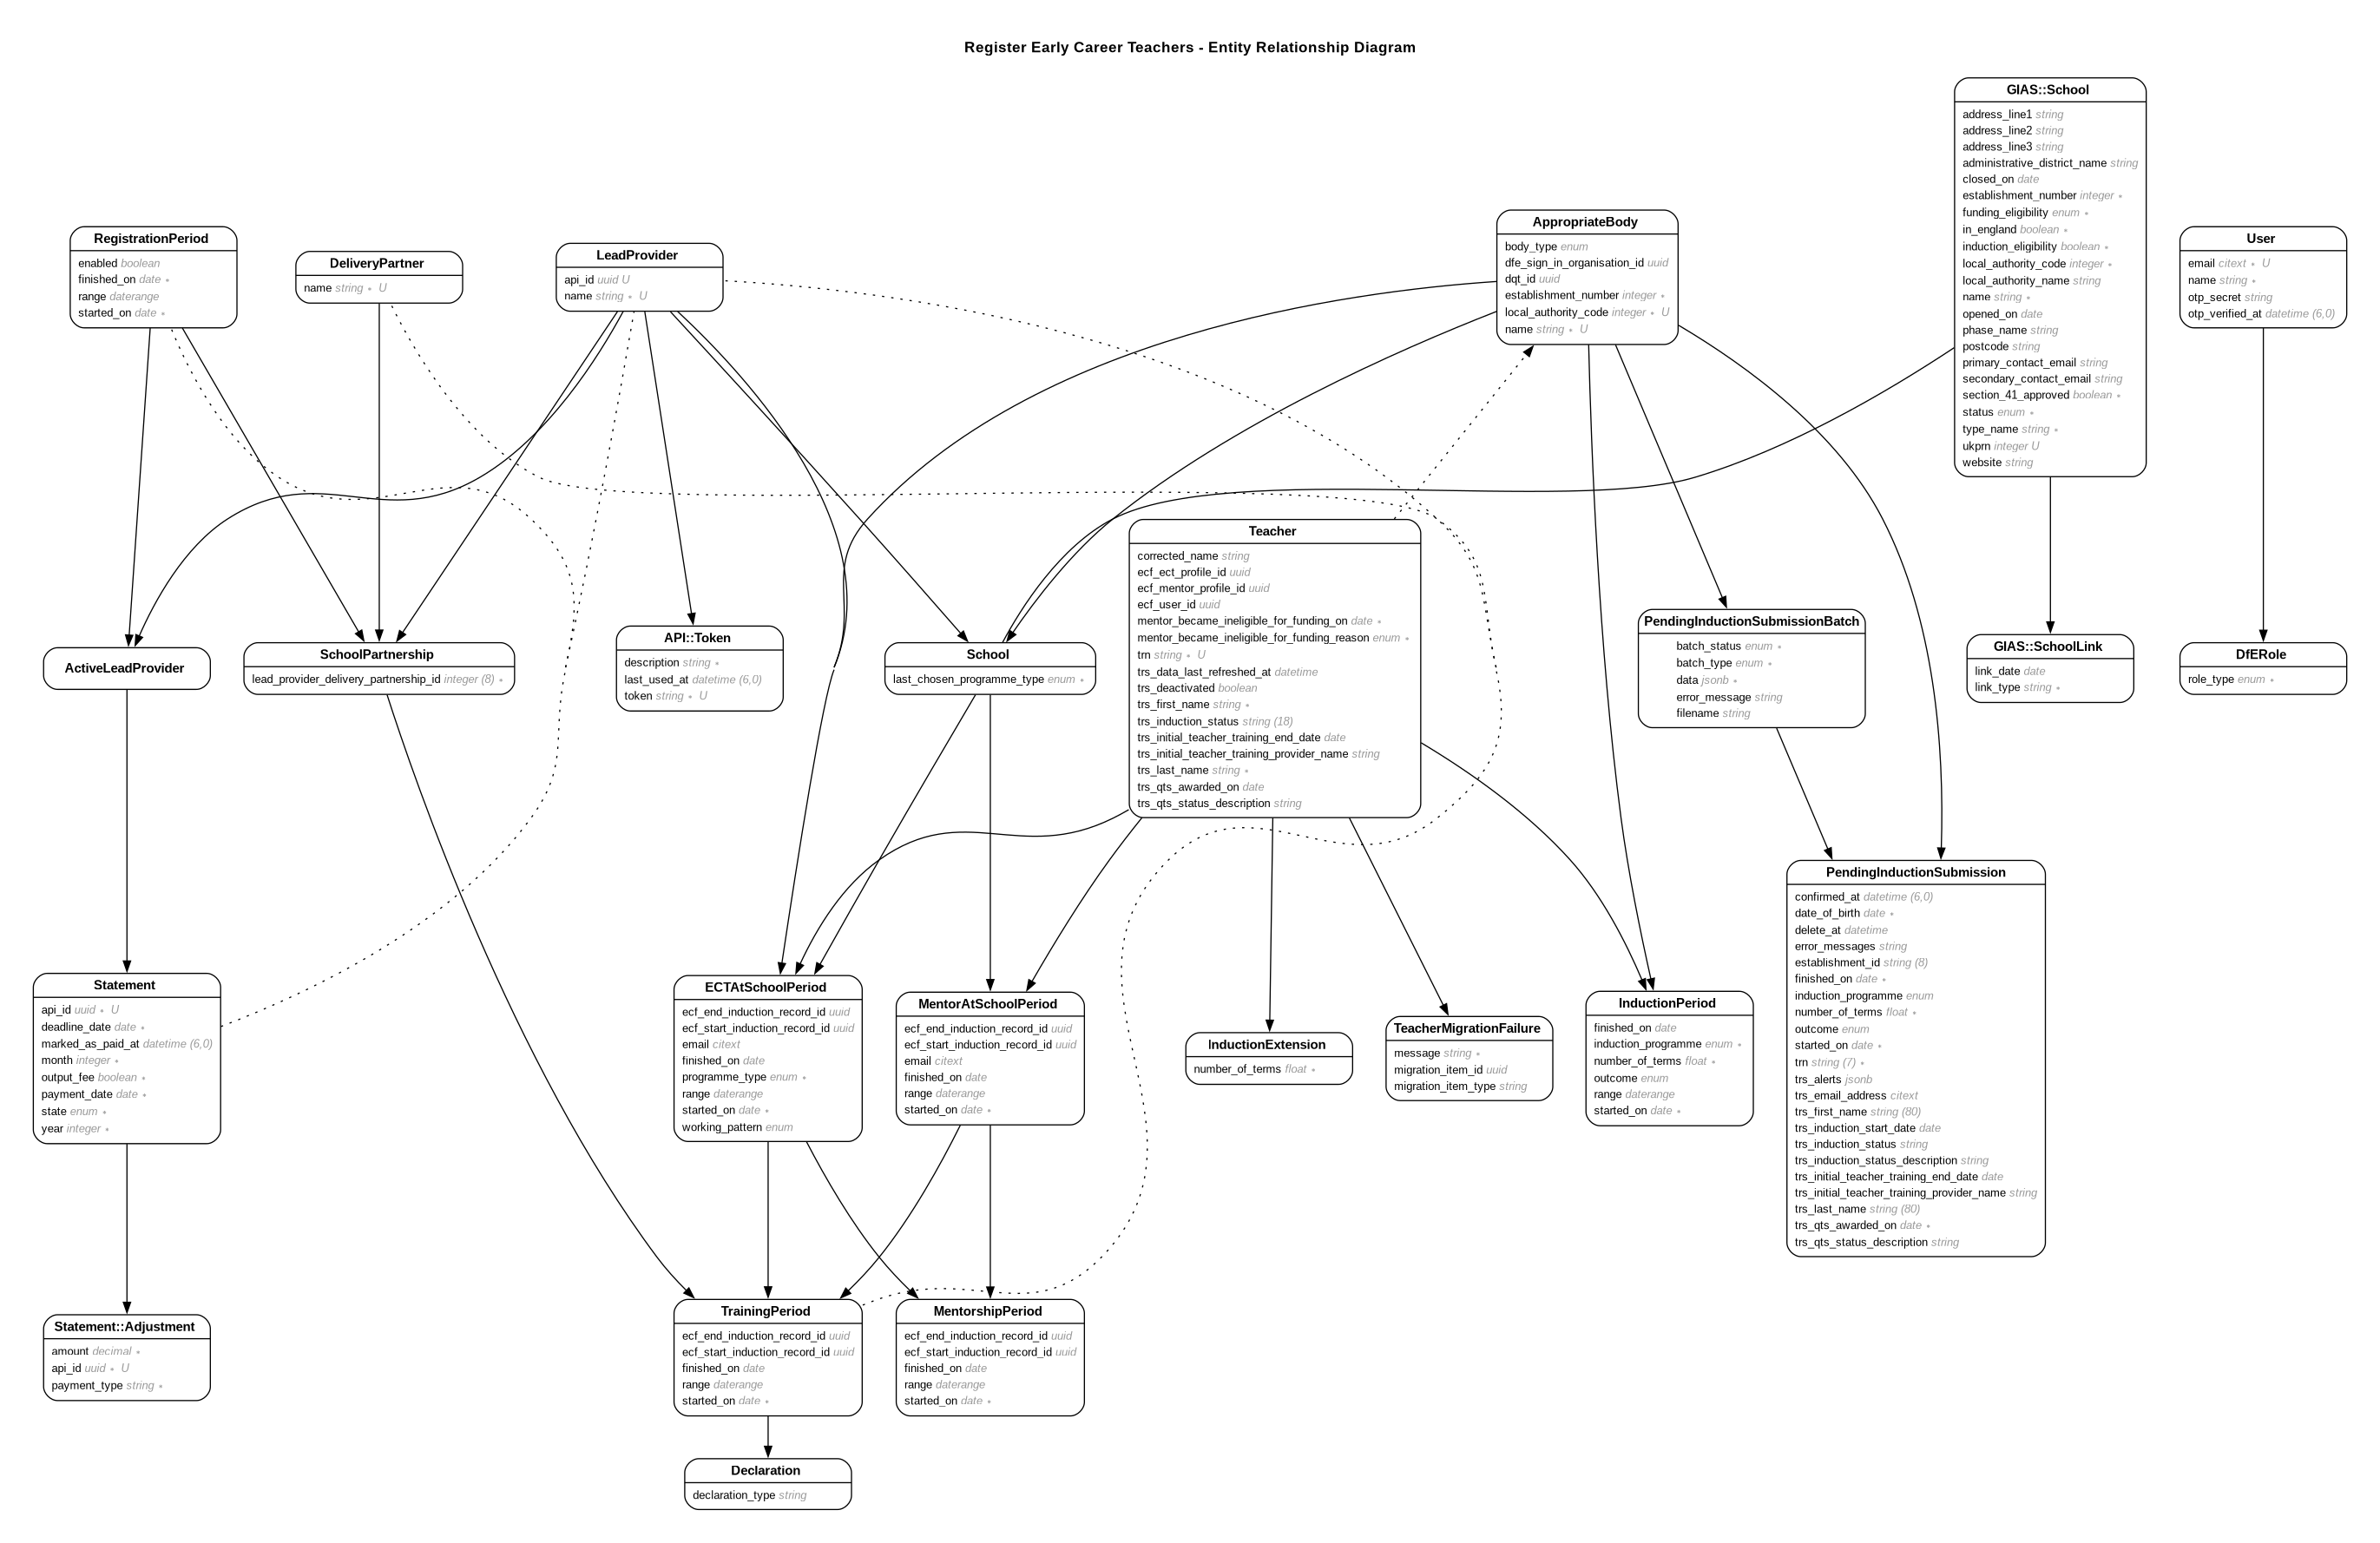 Register Early Career Teachers - Entity Relationship Diagram
GIAS::School
address_line1 string
address_line2 string
address_line3 string
administrative_district_name string
closed_on date
establishment_number integer *
funding_eligibility enum *
in_england boolean *
induction_eligibility boolean *
local_authority_code integer *
local_authority_name string
name string *
opened_on date
phase_name string
postcode string
primary_contact_email string
secondary_contact_email string
section_41_approved boolean *
status enum *
type_name string *
ukprn integer U
website string
RegistrationPeriod
enabled boolean
finished_on date *
range daterange
started_on date *
DeliveryPartner
name string * U
LeadProvider
api_id uuid U
name string * U
AppropriateBody
body_type enum
dfe_sign_in_organisation_id uuid
dqt_id uuid
establishment_number integer *
local_authority_code integer * U
name string * U
User
email citext * U
name string *
otp_secret string
otp_verified_at datetime (6,0)
Teacher
corrected_name string
ecf_ect_profile_id uuid
ecf_mentor_profile_id uuid
ecf_user_id uuid
mentor_became_ineligible_for_funding_on date *
mentor_became_ineligible_for_funding_reason enum *
trn string * U
trs_data_last_refreshed_at datetime
trs_deactivated boolean
trs_first_name string *
trs_induction_status string (18)
trs_initial_teacher_training_end_date date
trs_initial_teacher_training_provider_name string
trs_last_name string *
trs_qts_awarded_on date
trs_qts_status_description string
ActiveLeadProvider
SchoolPartnership
lead_provider_delivery_partnership_id integer (8) *
API::Token
description string *
last_used_at datetime (6,0)
token string * U
School
last_chosen_programme_type enum *
PendingInductionSubmissionBatch
batch_status enum *
batch_type enum *
data jsonb *
error_message string
filename string
GIAS::SchoolLink
link_date date
link_type string *
DfERole
role_type enum *
Statement
api_id uuid * U
deadline_date date *
marked_as_paid_at datetime (6,0)
month integer *
output_fee boolean *
payment_date date *
state enum *
year integer *
ECTAtSchoolPeriod
ecf_end_induction_record_id uuid
ecf_start_induction_record_id uuid
email citext
finished_on date
programme_type enum *
range daterange
started_on date *
working_pattern enum
MentorAtSchoolPeriod
ecf_end_induction_record_id uuid
ecf_start_induction_record_id uuid
email citext
finished_on date
range daterange
started_on date *
InductionExtension
number_of_terms float *
TeacherMigrationFailure
message string *
migration_item_id uuid
migration_item_type string
InductionPeriod
finished_on date
induction_programme enum *
number_of_terms float *
outcome enum
range daterange
started_on date *
PendingInductionSubmission
confirmed_at datetime (6,0)
date_of_birth date *
delete_at datetime
error_messages string
establishment_id string (8)
finished_on date *
induction_programme enum
number_of_terms float *
outcome enum
started_on date *
trn string (7) *
trs_alerts jsonb
trs_email_address citext
trs_first_name string (80)
trs_induction_start_date date
trs_induction_status string
trs_induction_status_description string
trs_initial_teacher_training_end_date date
trs_initial_teacher_training_provider_name string
trs_last_name string (80)
trs_qts_awarded_on date *
trs_qts_status_description string
Statement::Adjustment
amount decimal *
api_id uuid * U
payment_type string *
TrainingPeriod
ecf_end_induction_record_id uuid
ecf_start_induction_record_id uuid
finished_on date
range daterange
started_on date *
MentorshipPeriod
ecf_end_induction_record_id uuid
ecf_start_induction_record_id uuid
finished_on date
range daterange
started_on date *
Declaration
declaration_type string